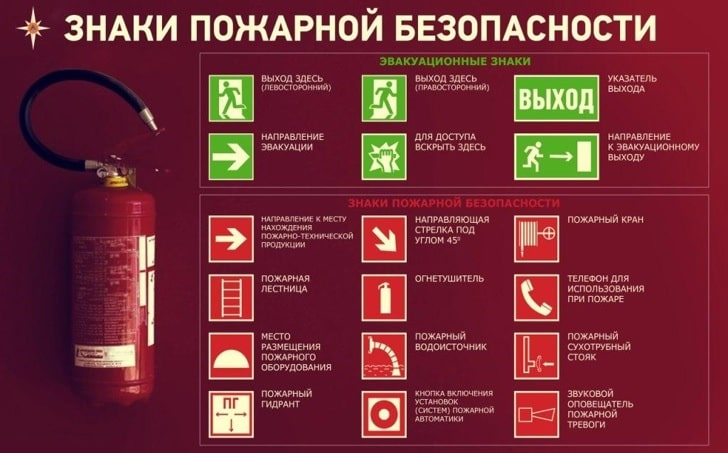 ЗНАКИ ПОЖАРНОЙ БЕЗОПАСНОСТИ
ЭВАКУАЦИОННЫЕ ЗНАКИ
ВЫХОД ЗДЕСЬ
(ЛЕВОСТОРОННИЙ)
ВЫХОД ЗДЕСЬ
(ПРАВОСТОРОННИЙ)
ВЫХОД
УКАЗАТЕЛЬ
ВЫХОДА
НАПРАВЛЕНИЕ
ЭВАКУАЦИИ
ДЛЯ ДОСТУПА
ВСКРЫТЬ ЗДЕСЬ
НАПРАВЛЕНИЕ
К ЭВАКУАЦИОННОМУ
ВЫХОДУ
ЗНАКИ ПОЖАРНОЙ БЕЗОПАСНОСТИ
НАПРАВЛЕНИЕ К МЕСТУ
НАХОЖДЕНИЯ
ПОЖАРНО-ТЕХНИЧЕСКОЙ
ПРОДУКЦИИ
НАПРАВЛЯЮЩАЯ
СТРЕЛКА ПОД
УГЛОМ 45⁰
ПОЖАРНЫЙ КРАН
ПОЖАРНАЯ
ЛЕСТНИЦА
ОГНЕТУШИТЕЛЬ
ТЕЛЕФОН ДЛЯ
ИСПОЛЬЗОВАНИЯ
ПРИ ПОЖАРЕ
МЕСТО
РАЗМЕЩЕНИЯ
ПОЖАРНОГО
ОБОРУДОВАНИЯ
ПОЖАРНЫЙ
ВОДОИСТОЧНИК
ПОЖАРНЫЙ
СУХОТРУБНЫЙ
СТОЯК
ПГ
ПОЖАРНЫЙ
ГИДРАНТ
КНОПКА ВКЛЮЧЕНИЯ
УСТАНОВОК
(СИСТЕМ) ПОЖАРНОЙ
АВТОМАТИКИ
ЗВУКОВОЙ
ОПОВЕЩАТЕЛЬ
ПОЖАРНОЙ
ТРЕВОГИ